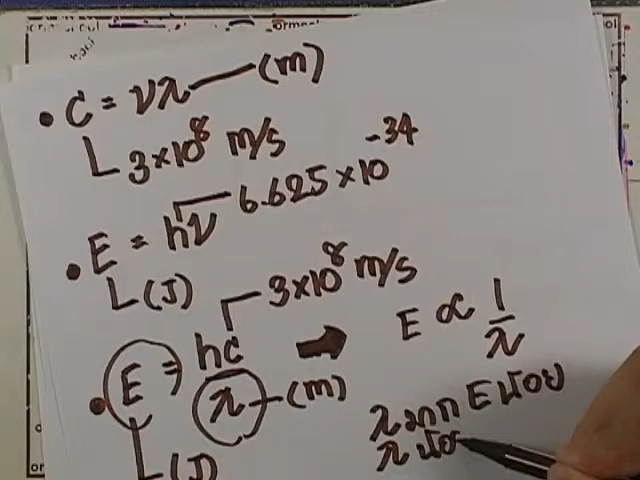 • C = νλ — (m)
3×10⁸ m/s
• E = hν 6.625×10⁻³⁴
(J)
3×10⁸ m/s
• E = hc/λ (m) ➡ E ∝ 1/λ
(J)
λ มาก E น้อย
λ น้อ